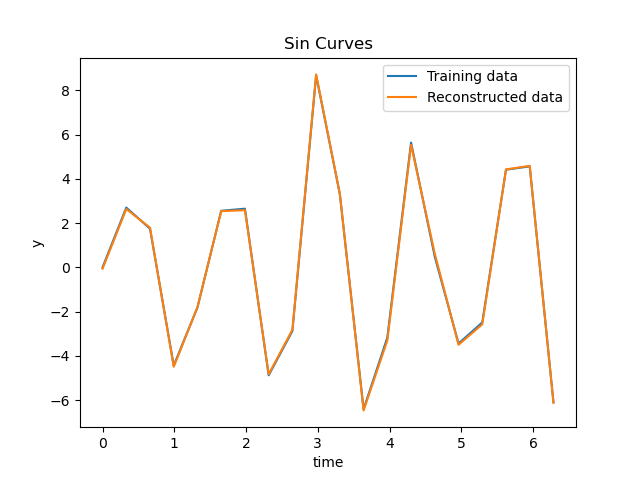 Sin Curves
Training data
Reconstructed data
8
6
4
2
0
−2
−4
−6
y
0 1 2 3 4 5 6
time